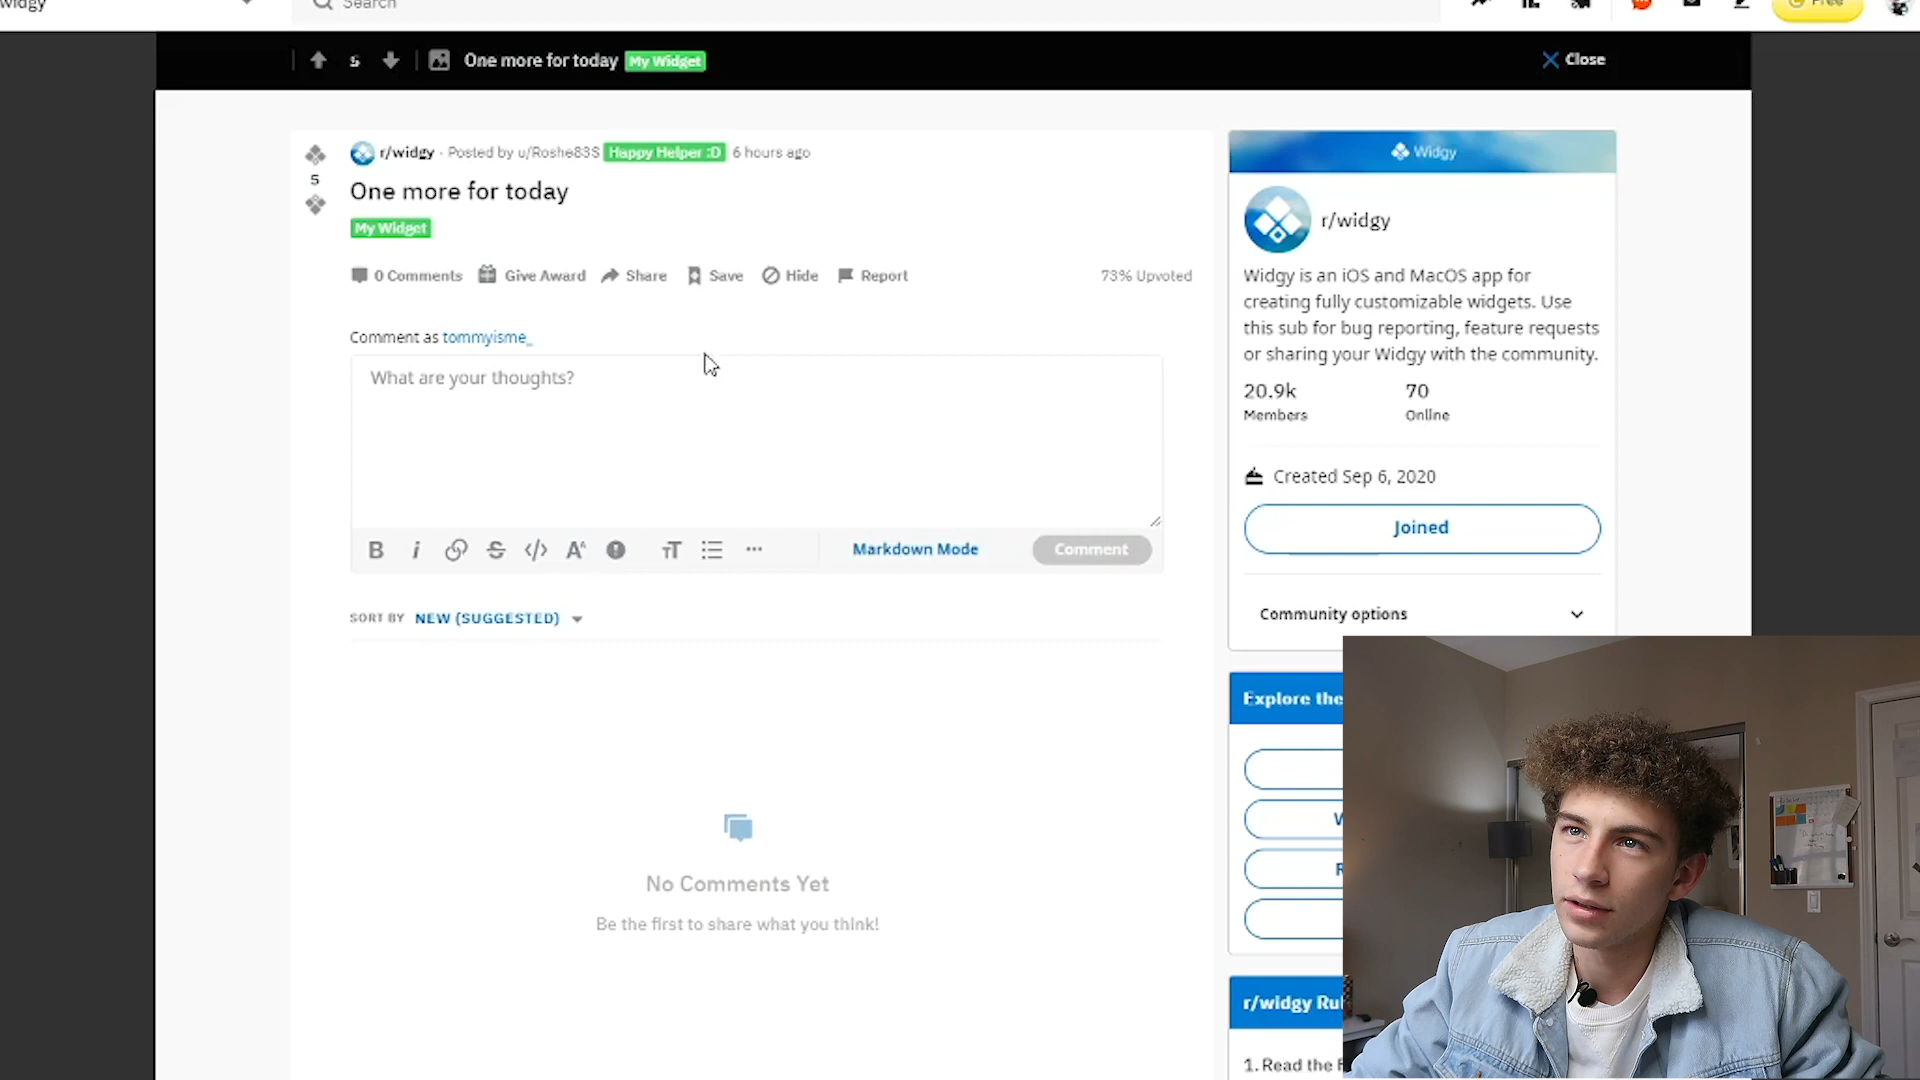 Search
Free
5 One more for today My Widget
Close
r/widgy · Posted by u/Roshe83S Happy Helper :D 6 hours ago
5
One more for today
My Widget
0 Comments Give Award Share Save Hide Report 73% Upvoted
Comment as tommyisme_
What are your thoughts?
B i S </> A TT ... Markdown Mode Comment
SORT BY NEW (SUGGESTED)
No Comments Yet
Be the first to share what you think!
Widgy
r/widgy
Widgy is an iOS and MacOS app for
creating fully customizable widgets. Use
this sub for bug reporting, feature requests
or sharing your Widgy with the community.
20.9k 70
Members Online
Created Sep 6, 2020
Joined
Community options
Explore the
r/widgy
1. Read the